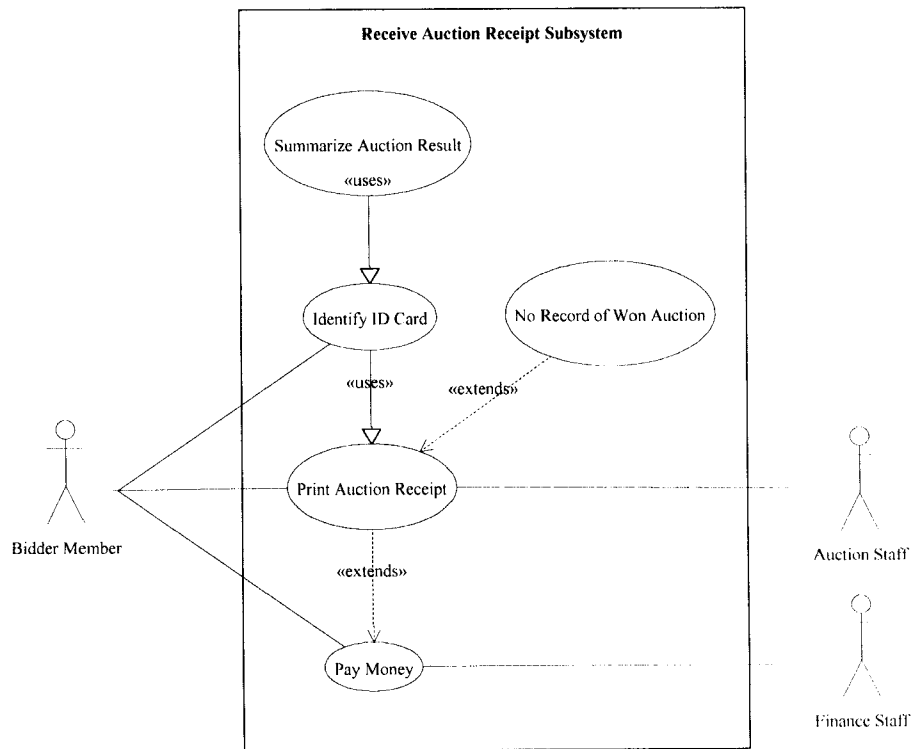 Receive Auction Receipt Subsystem
Summarize Auction Result
«uses»
Identify ID Card
No Record of Won Auction
«uses»
«extends»
Print Auction Receipt
Bidder Member
Auction Staff
«extends»
Pay Money
Finance Staff